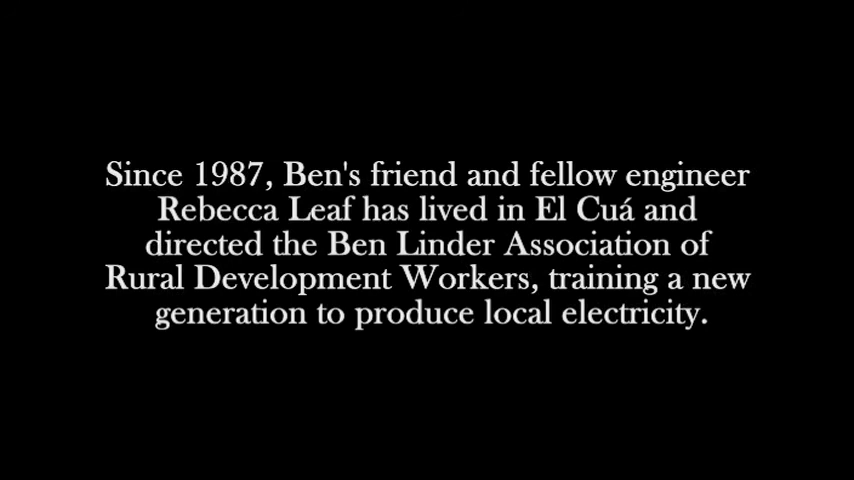 Since 1987, Ben's friend and fellow engineer
Rebecca Leaf has lived in El Cuá and
directed the Ben Linder Association of
Rural Development Workers, training a new
generation to produce local electricity.